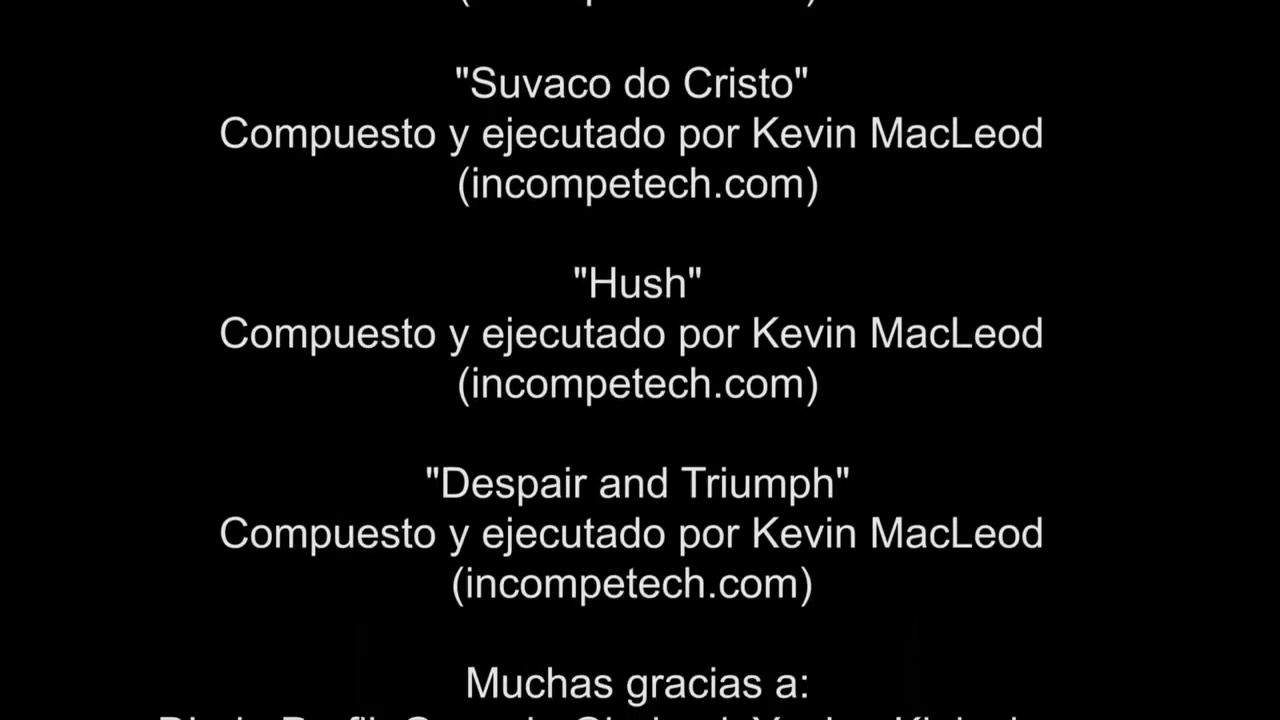 "Suvaco do Cristo"
Compuesto y ejecutado por Kevin MacLeod
(incompetech.com)
"Hush"
Compuesto y ejecutado por Kevin MacLeod
(incompetech.com)
"Despair and Triumph"
Compuesto y ejecutado por Kevin MacLeod
(incompetech.com)
Muchas gracias a: